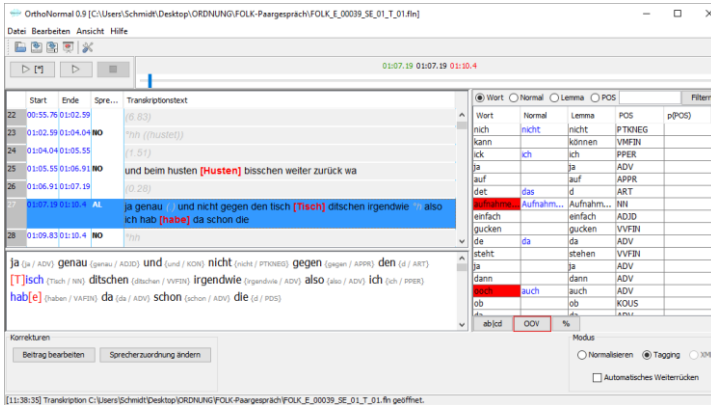 OrthoNormal 0.9 [C:\Users\Schmidt\Desktop\ORDNUNG\FOLK-Paargespräch\FOLK_E_00039_SE_01_T_01.fln]
Datei Bearbeiten Ansicht Hilfe
01:07.19 01:07.19 01:10.4
Start Ende Spre... Transkriptionstext
22 00:55.76 01:02.59 (6.83)
23 01:02.59 01:04.04 NO °hh ((hustet))
24 01:04.04 01:05.55 (1.51)
25 01:05.55 01:06.91 NO und beim husten [Husten] bisschen weiter zurück wa
26 01:06.91 01:07.19 (0.28)
27 01:07.19 01:10.4 AL ja genau (.) und nicht gegen den tisch [Tisch] ditschen irgendwie °h also
ich hab [habe] da schon die
28 01:09.83 01:10.4 NO °hh
ja (ja / ADV) genau (genau / ADJD) und (und / KON) nicht (nicht / PTKNEG) gegen (gegen / APPR) den (d / ART)
[T]isch (Tisch / NN) ditschen (ditschen / VVFIN) irgendwie (irgendwie / ADV) also (also / ADV) ich (ich / PPER)
hab[e] (haben / VAFIN) da (da / ADV) schon (schon / ADV) die (d / PDS)
Wort Normal Lemma POS Filtern
Wort Normal Lemma POS p(POS)
nich nicht nicht PTKNEG
kann können VMFIN
ick ich ich PPER
ja ja ADV
auf auf APPR
det das d ART
aufnahme... Aufnahm... Aufnahm... NN
einfach einfach ADJD
gucken gucken VVFIN
de da da ADV
steht stehen VVFIN
ja ja ADV
dann dann ADV
ooch auch auch ADV
ob ob KOUS
ab|cd OOV %
Korrekturen
Beitrag bearbeiten Sprecherzuordnung ändern
Modus
Normalisieren Tagging XM
Automatisches Weiterrücken
[11:38:35] Transkription C:\Users\Schmidt\Desktop\ORDNUNG\FOLK-Paargespräch\FOLK_E_00039_SE_01_T_01.fln geöffnet.